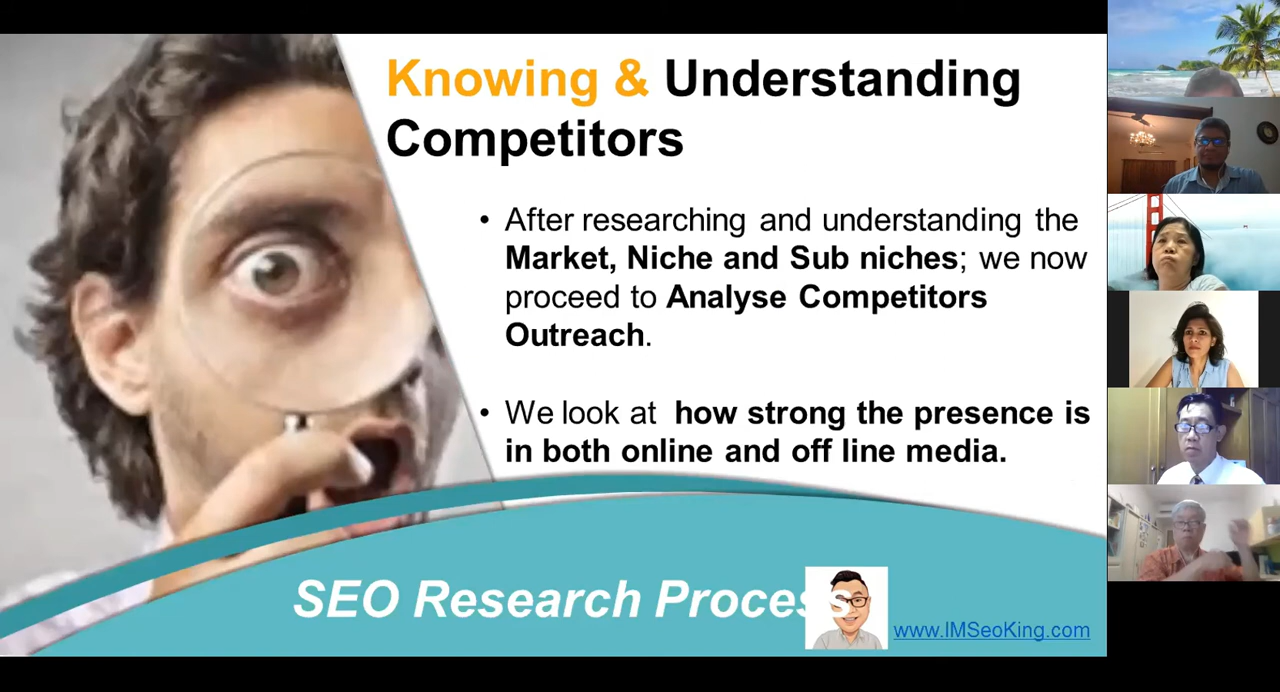 Knowing & Understanding
Competitors
• After researching and understanding the
Market, Niche and Sub niches; we now
proceed to Analyse Competitors
Outreach.
• We look at how strong the presence is
in both online and off line media.
SEO Research Process
www.IMSeoKing.com